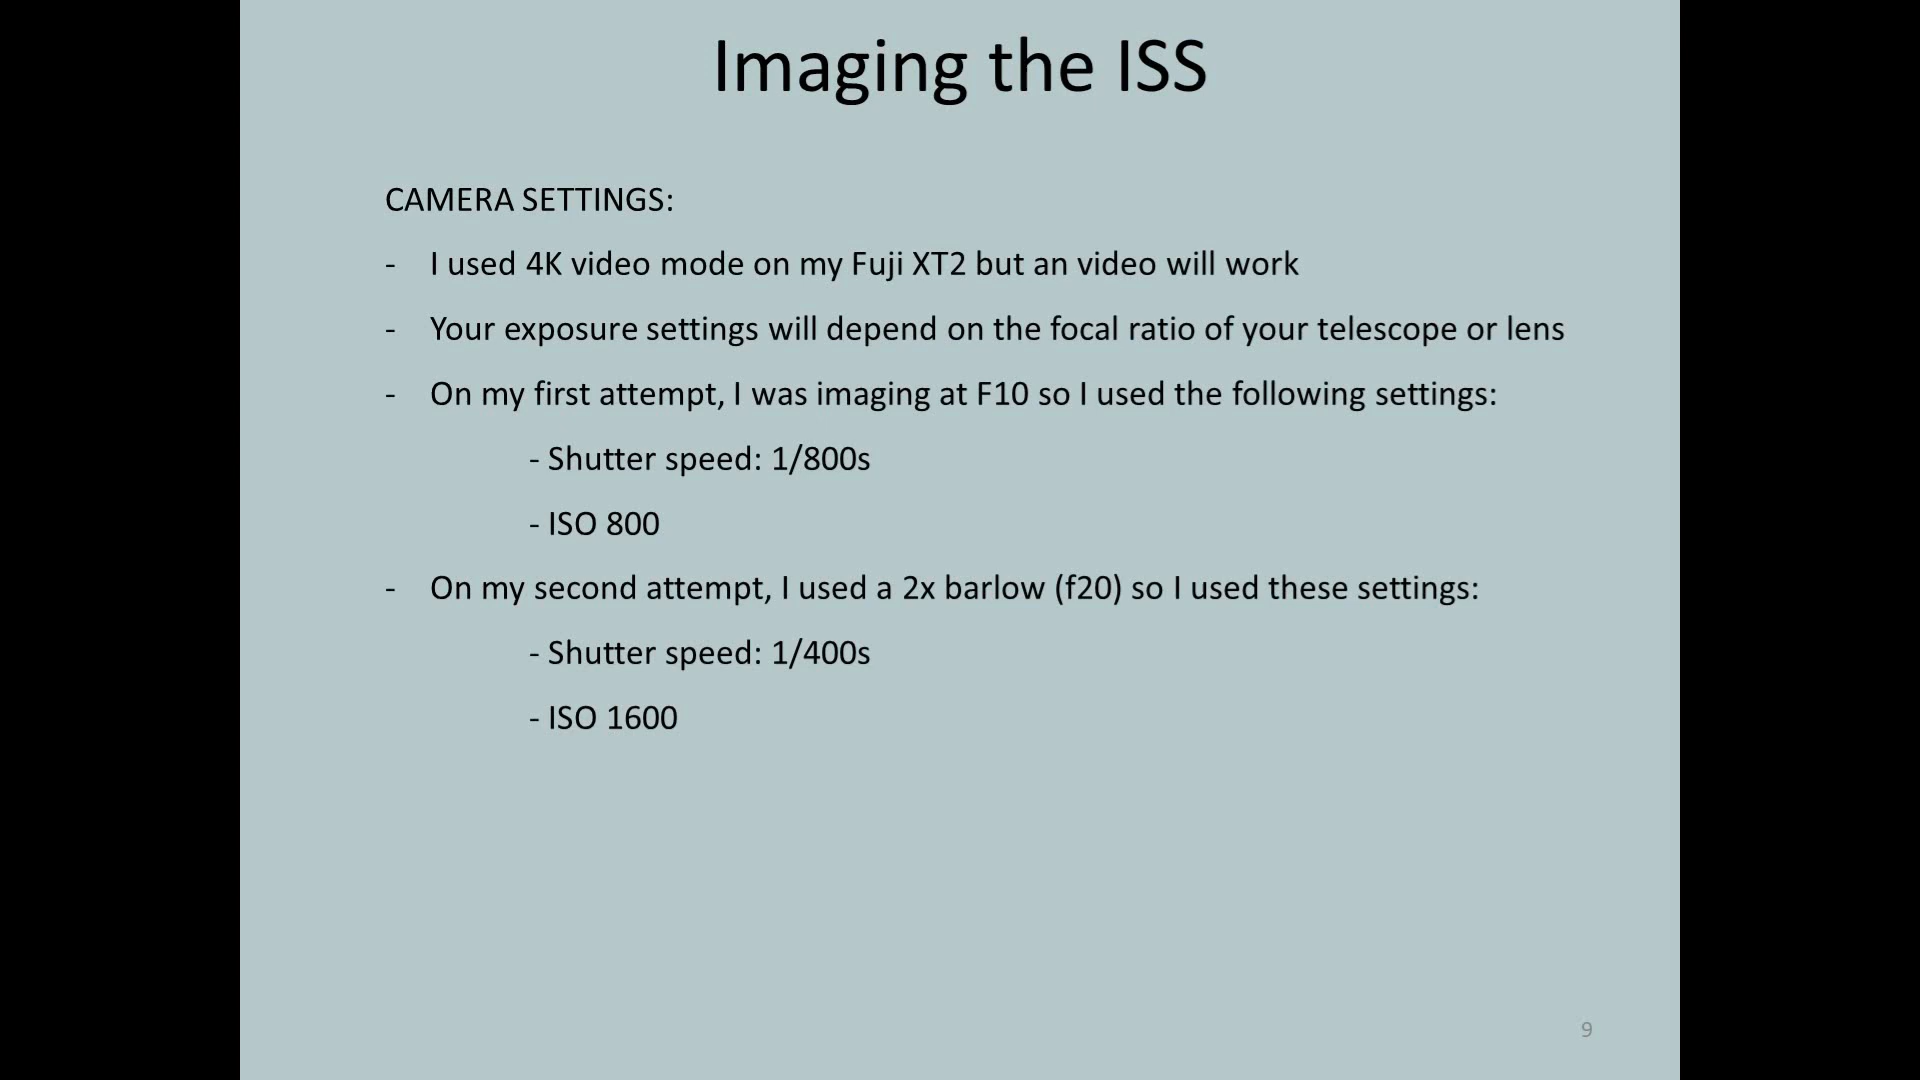 Imaging the ISS
CAMERA SETTINGS:
- I used 4K video mode on my Fuji XT2 but an video will work
- Your exposure settings will depend on the focal ratio of your telescope or lens
- On my first attempt, I was imaging at F10 so I used the following settings:
- Shutter speed: 1/800s
- ISO 800
- On my second attempt, I used a 2x barlow (f20) so I used these settings:
- Shutter speed: 1/400s
- ISO 1600
9